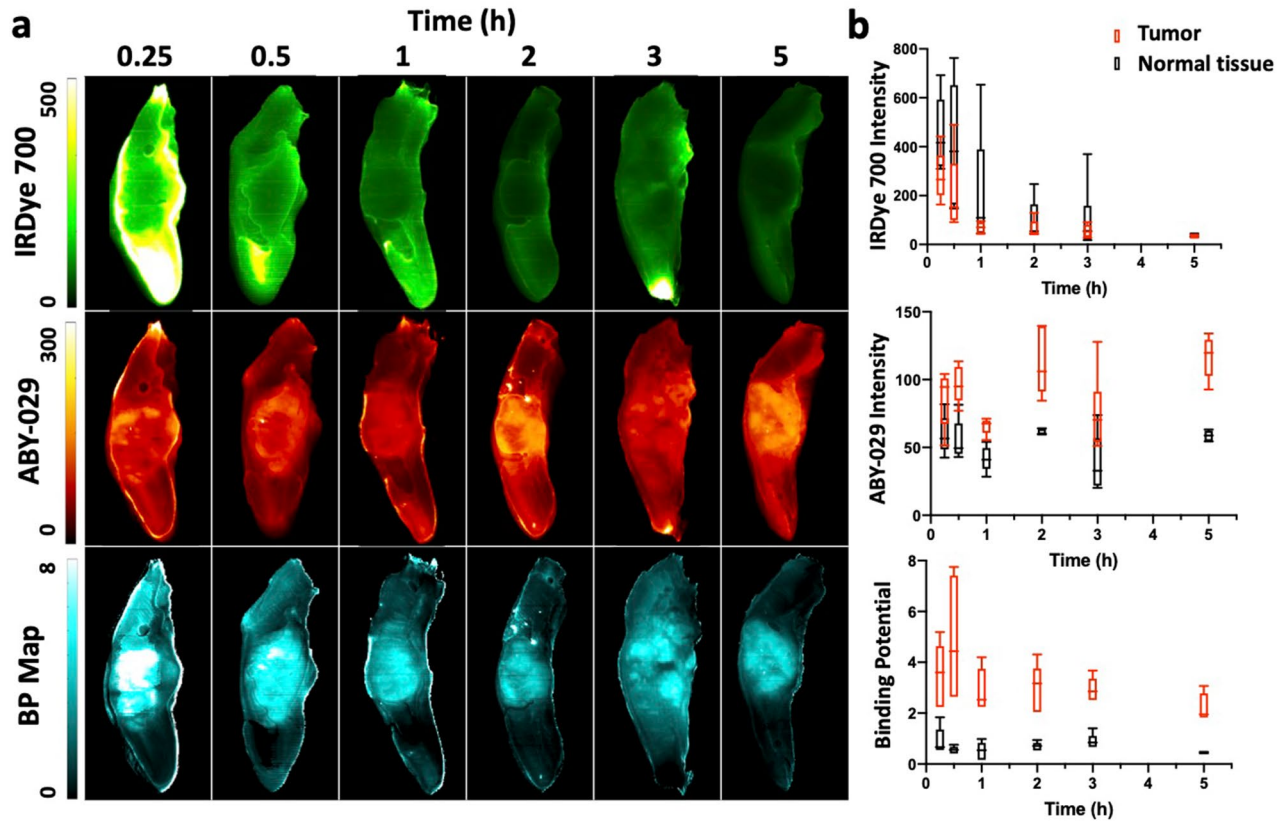 a
Time (h)
0.25 0.5 1 2 3 5
IRDye 700
500
0
ABY-029
300
0
BP Map
8
0
b
Tumor
Normal tissue
IRDye 700 Intensity
800
600
400
200
0
0 1 2 3 4 5
Time (h)
ABY-029 Intensity
150
100
50
0
0 1 2 3 4 5
Time (h)
Binding Potential
8
6
4
2
0
0 1 2 3 4 5
Time (h)